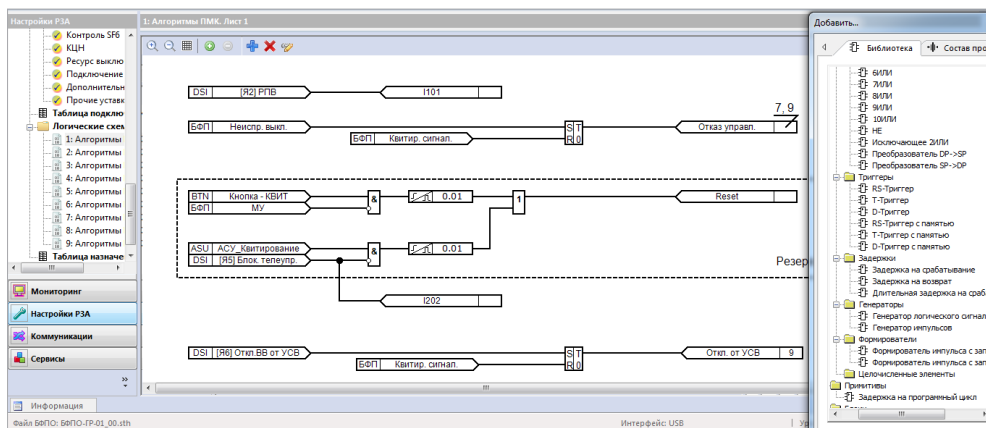 Настройки РЗА
1: Алгоритмы ПМК. Лист 1
Добавить...
Контроль SF6
КЦН
Ресурс выклю
Подключение
Дополнительн
Прочие уставк
Таблица подклю
Логические схем
1: Алгоритмы
2: Алгоритмы
3: Алгоритмы
4: Алгоритмы
5: Алгоритмы
6: Алгоритмы
7: Алгоритмы
8: Алгоритмы
9: Алгоритмы
Таблица назначе
Мониторинг
Настройки РЗА
Коммуникации
Сервисы
Информация
Файл БФПО: БФПО-ГР-01_00.sth
Интерфейс: USB
Ур
DSI [Я2] РПВ I101
7, 9
БФП Неиспр. выкл. S T Отказ управл.
БФП Квитир. сигнал. R 0
BTN Кнопка - КВИТ & 0.01 1 Reset
БФП МУ
ASU АСУ_Квитирование & 0.01
DSI [Я5] Блок. телеупр.
Резер
I202
DSI [Я6] Откл.ВВ от УСВ S T Откл. от УСВ 9
БФП Квитир. сигнал. R 0
Библиотека
Состав про
6ИЛИ
7ИЛИ
8ИЛИ
9ИЛИ
10ИЛИ
НЕ
Исключающее 2ИЛИ
Преобразователь DP->SP
Преобразователь SP->DP
Триггеры
RS-Триггер
T-Триггер
D-Триггер
RS-Триггер с памятью
T-Триггер с памятью
D-Триггер с памятью
Задержки
Задержка на срабатывание
Задержка на возврат
Длительная задержка на сраб
Генераторы
Генератор логического сигнал
Генератор импульсов
Формирователи
Формирователь импульса с зап
Формирователь импульса с зап
Целочисленные элементы
Примитивы
Задержка на программный цикл